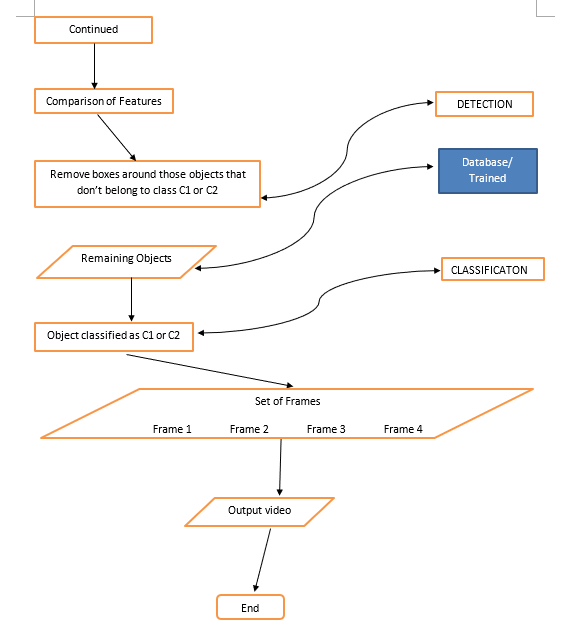 Continued
Comparison of Features
DETECTION
Remove boxes around those objects that
don't belong to class C1 or C2
Database/
Trained
Remaining Objects
CLASSIFICATON
Object classified as C1 or C2
Set of Frames
Frame 1 Frame 2 Frame 3 Frame 4
Output video
End